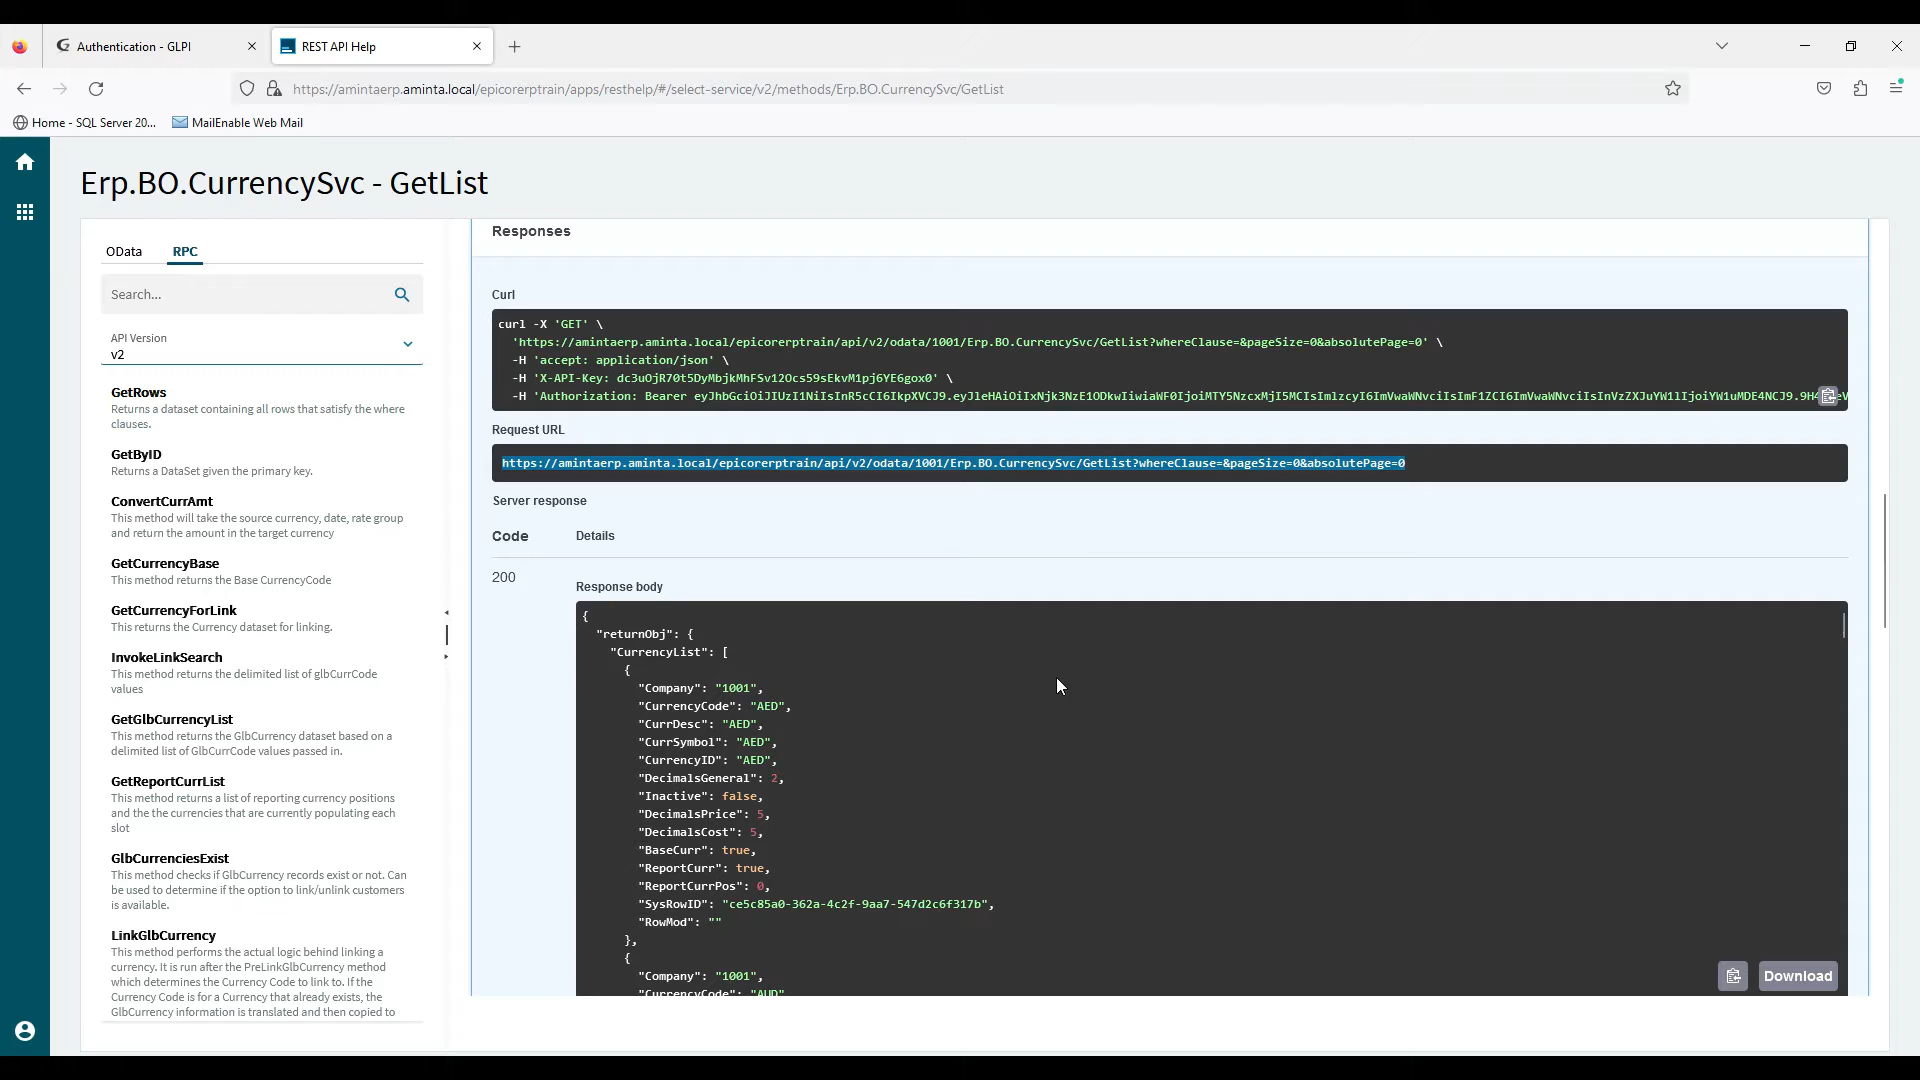 Authentication - GLPI
REST API Help
https://amintaerp.aminta.local/epicorerptrain/apps/resthelp/#/select-service/v2/methods/Erp.BO.CurrencySvc/GetList
Home - SQL Server 20...
MailEnable Web Mail
Erp.BO.CurrencySvc - GetList
OData
RPC
Search...
API Version
v2
GetRows
Returns a dataset containing all rows that satisfy the where
clauses.
GetByID
Returns a DataSet given the primary key.
ConvertCurrAmt
This method will take the source currency, date, rate group
and return the amount in the target currency
GetCurrencyBase
This method returns the Base CurrencyCode
GetCurrencyForLink
This returns the Currency dataset for linking.
InvokeLinkSearch
This method returns the delimited list of glbCurrCode
values
GetGlbCurrencyList
This method returns the GlbCurrency dataset based on a
delimited list of GlbCurrCode values passed in.
GetReportCurrList
This method returns a list of reporting currency positions
and the the currencies that are currently populating each
slot
GlbCurrenciesExist
This method checks if GlbCurrency records exist or not. Can
be used to determine if the option to link/unlink customers
is available.
LinkGlbCurrency
This method performs the actual logic behind linking a
currency. It is run after the PreLinkGlbCurrency method
which determines the Currency Code to link to. If the
Currency Code is for a Currency that already exists, the
GlbCurrency information is translated and then copied to
Responses
Curl
curl -X 'GET' \
'https://amintaerp.aminta.local/epicorerptrain/api/v2/odata/1001/Erp.BO.CurrencySvc/GetList?whereClause=&pageSize=0&absolutePage=0' \
-H 'accept: application/json' \
-H 'X-API-Key: dc3uOjR70t5DyMbjkMhFSv12Ocs59sEkvM1pj6YE6gox0' \
-H 'Authorization: Bearer
Request URL
https://amintaerp.aminta.local/epicorerptrain/api/v2/odata/1001/Erp.BO.CurrencySvc/GetList?whereClause=&pageSize=0&absolutePage=0
Server response
Code
Details
200
Response body
{
"returnObj": {
"CurrencyList": [
{
"Company": "1001",
"CurrencyCode": "AED",
"CurrDesc": "AED",
"CurrSymbol": "AED",
"CurrencyID": "AED",
"DecimalsGeneral": 2,
"Inactive": false,
"DecimalsPrice": 5,
"DecimalsCost": 5,
"BaseCurr": true,
"ReportCurr": true,
"ReportCurrPos": 0,
"SysRowID": "ce5c85a0-362a-4c2f-9aa7-547d2c6f317b",
"RowMod": ""
},
{
"Company": "1001",
"CurrencyCode": "AUD"
Download